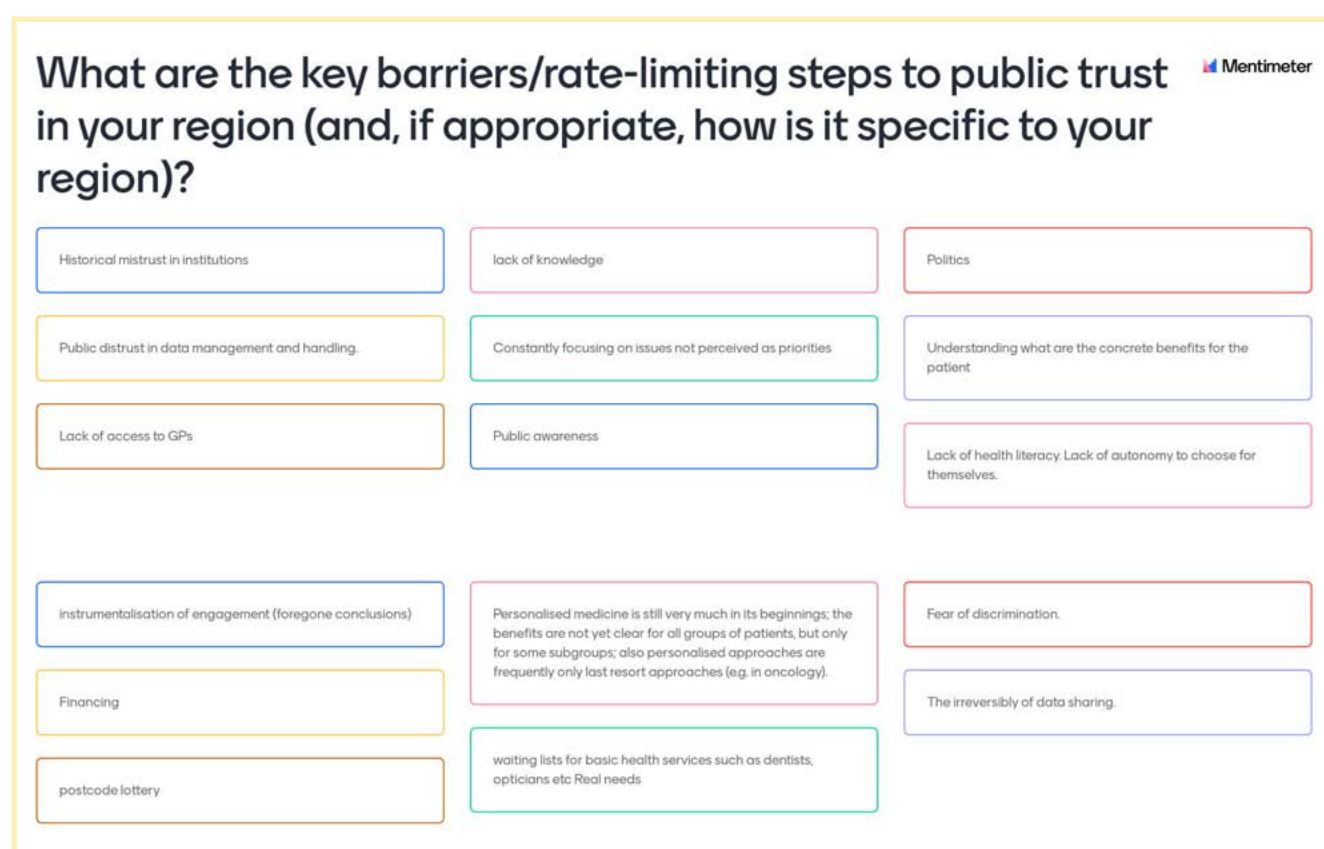 What are the key barriers/rate-limiting steps to public trust
in your region (and, if appropriate, how is it specific to your
region)?
Mentimeter
Historical mistrust in institutions
lack of knowledge
Politics
Public distrust in data management and handling.
Constantly focusing on issues not perceived as priorities
Understanding what are the concrete benefits for the
patient
Lack of access to GPs
Public awareness
Lack of health literacy. Lack of autonomy to choose for
themselves.
instrumentalisation of engagement (foregone conclusions)
Personalised medicine is still very much in its beginnings; the
benefits are not yet clear for all groups of patients, but only
for some subgroups; also personalised approaches are
frequently only last resort approaches (e.g. in oncology).
Fear of discrimination.
Financing
The irreversibly of data sharing.
postcode lottery
waiting lists for basic health services such as dentists,
opticians etc Real needs